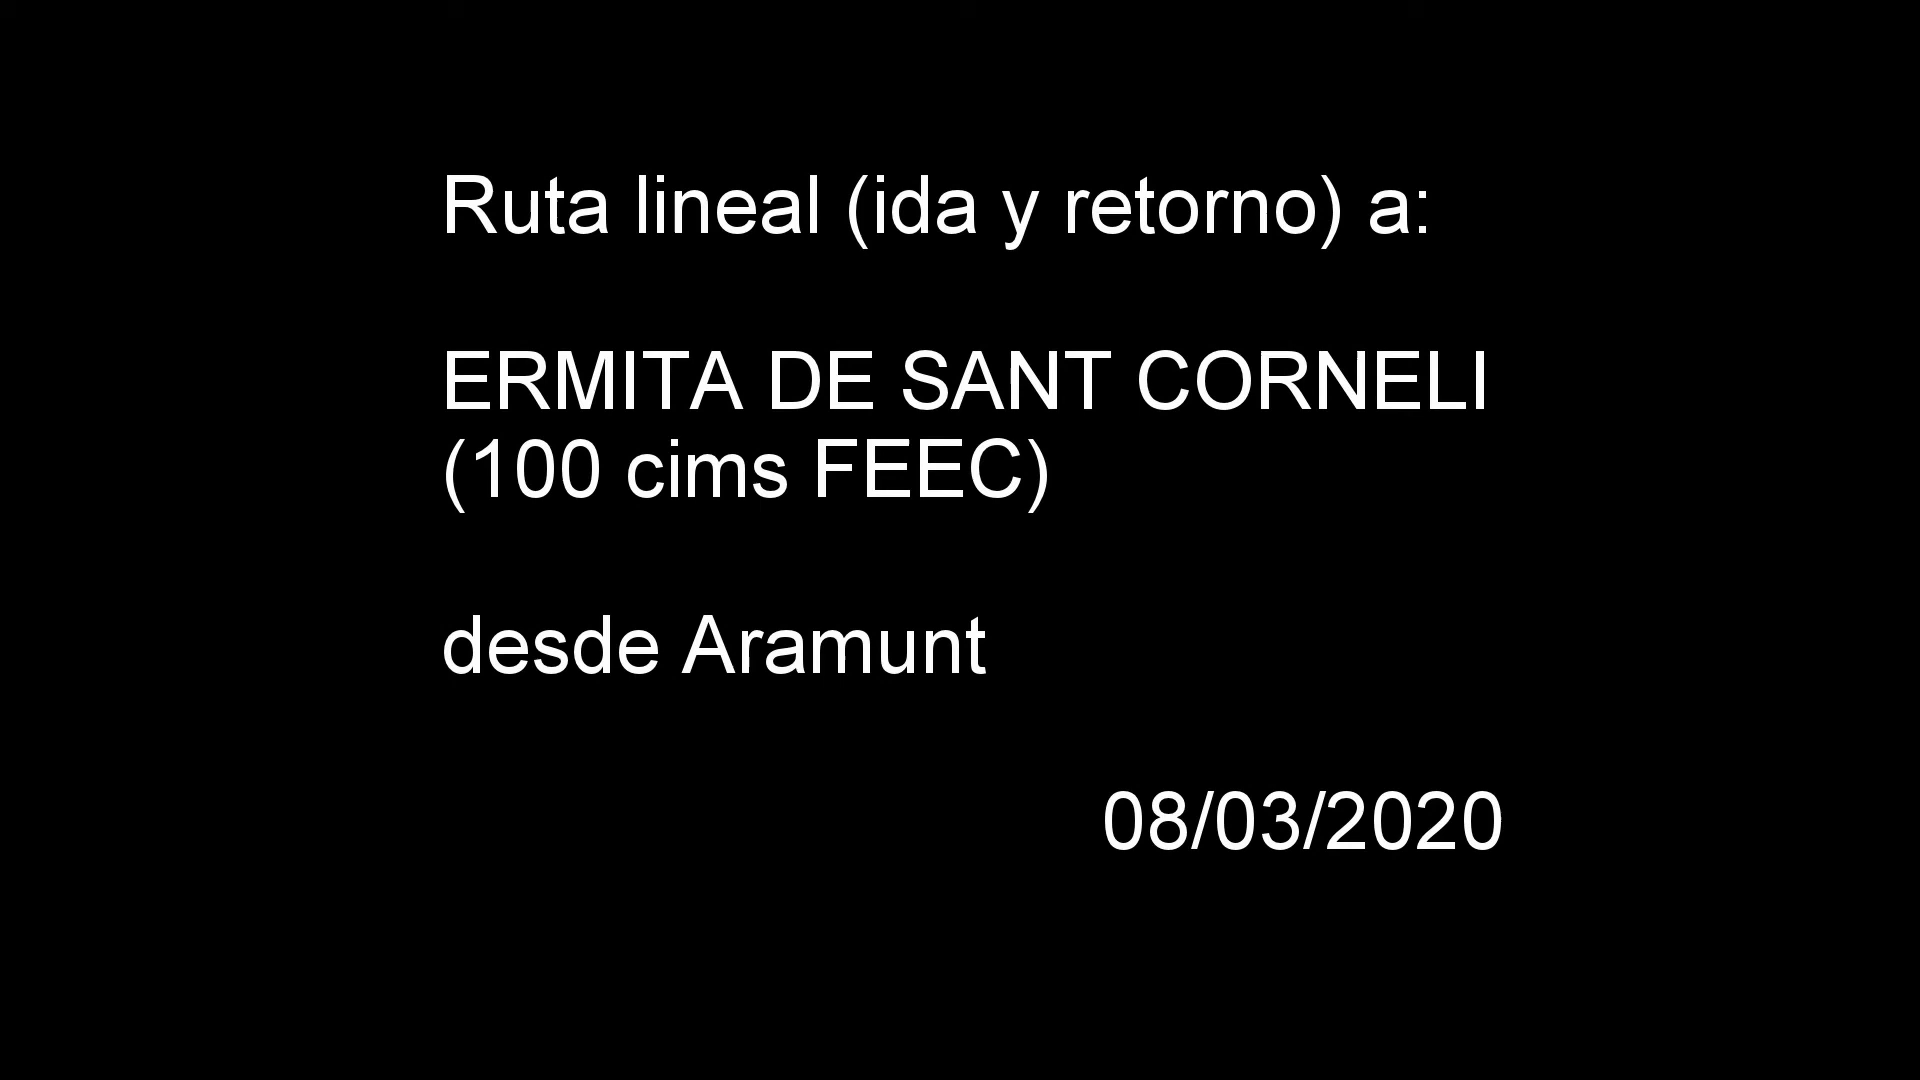 Ruta lineal (ida y retorno) a:
ERMITA DE SANT CORNELI
(100 cims FEEC)
desde Aramunt
08/03/2020